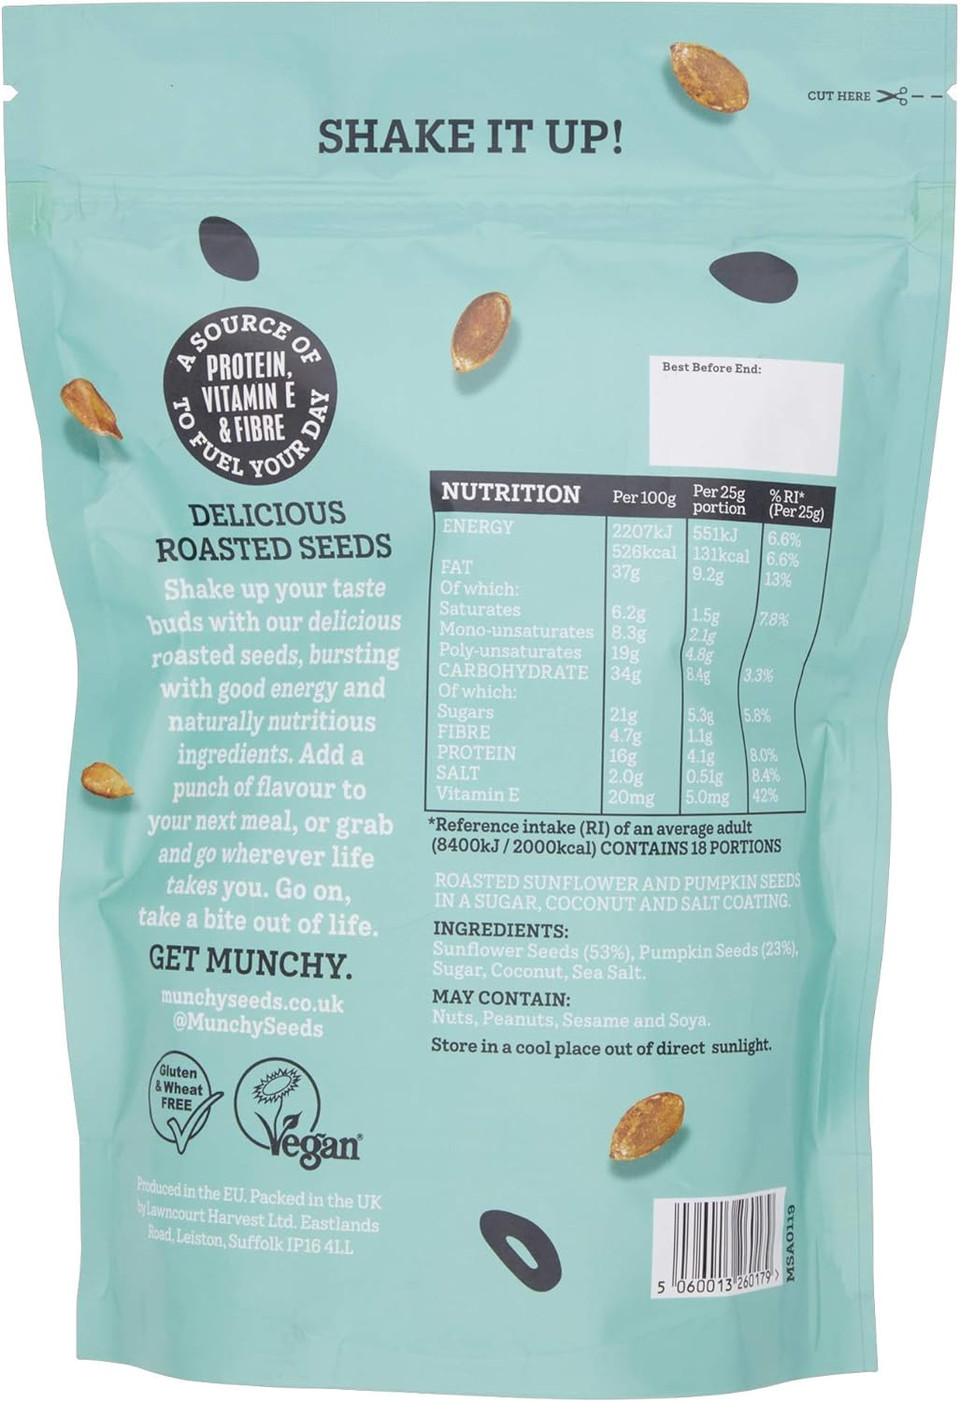 CUT HERE
SHAKE IT UP!
A SOURCE OF
PROTEIN,
VITAMIN E
& FIBRE
TO FUEL YOUR DAY
DELICIOUS
ROASTED SEEDS
Shake up your taste
buds with our delicious
roasted seeds, bursting
with good energy and
naturally nutritious
ingredients. Add a
punch of flavour to
your next meal, or grab
and go wherever life
takes you. Go on,
take a bite out of life.
GET MUNCHY.
munchyseeds.co.uk
@MunchySeeds
Gluten
& Wheat
FREE
Vegan
Produced in the EU. Packed in the UK
by Lawncourt Harvest Ltd. Eastlands
Road, Leiston, Suffolk IP16 4LL
Best Before End:
NUTRITION Per 100g Per 25g portion % RI* (Per 25g)
ENERGY 2207kJ 551kJ 6.6%
526kcal 131kcal 6.6%
FAT 37g 9.2g 13%
Of which:
Saturates 6.2g 1.5g 7.8%
Mono-unsaturates 8.3g 2.1g
Poly-unsaturates 19g 4.8g
CARBOHYDRATE 34g 8.4g 3.3%
Of which:
Sugars 21g 5.3g 5.8%
FIBRE 4.7g 1.1g
PROTEIN 16g 4.1g 8.0%
SALT 2.0g 0.51g 8.4%
Vitamin E 20mg 5.0mg 42%
*Reference intake (RI) of an average adult
(8400kJ / 2000kcal) CONTAINS 18 PORTIONS
ROASTED SUNFLOWER AND PUMPKIN SEEDS
IN A SUGAR, COCONUT AND SALT COATING.
INGREDIENTS:
Sunflower Seeds (53%), Pumpkin Seeds (23%),
Sugar, Coconut, Sea Salt.
MAY CONTAIN:
Nuts, Peanuts, Sesame and Soya.
Store in a cool place out of direct sunlight.
5 060013 260179 >
MSA0119